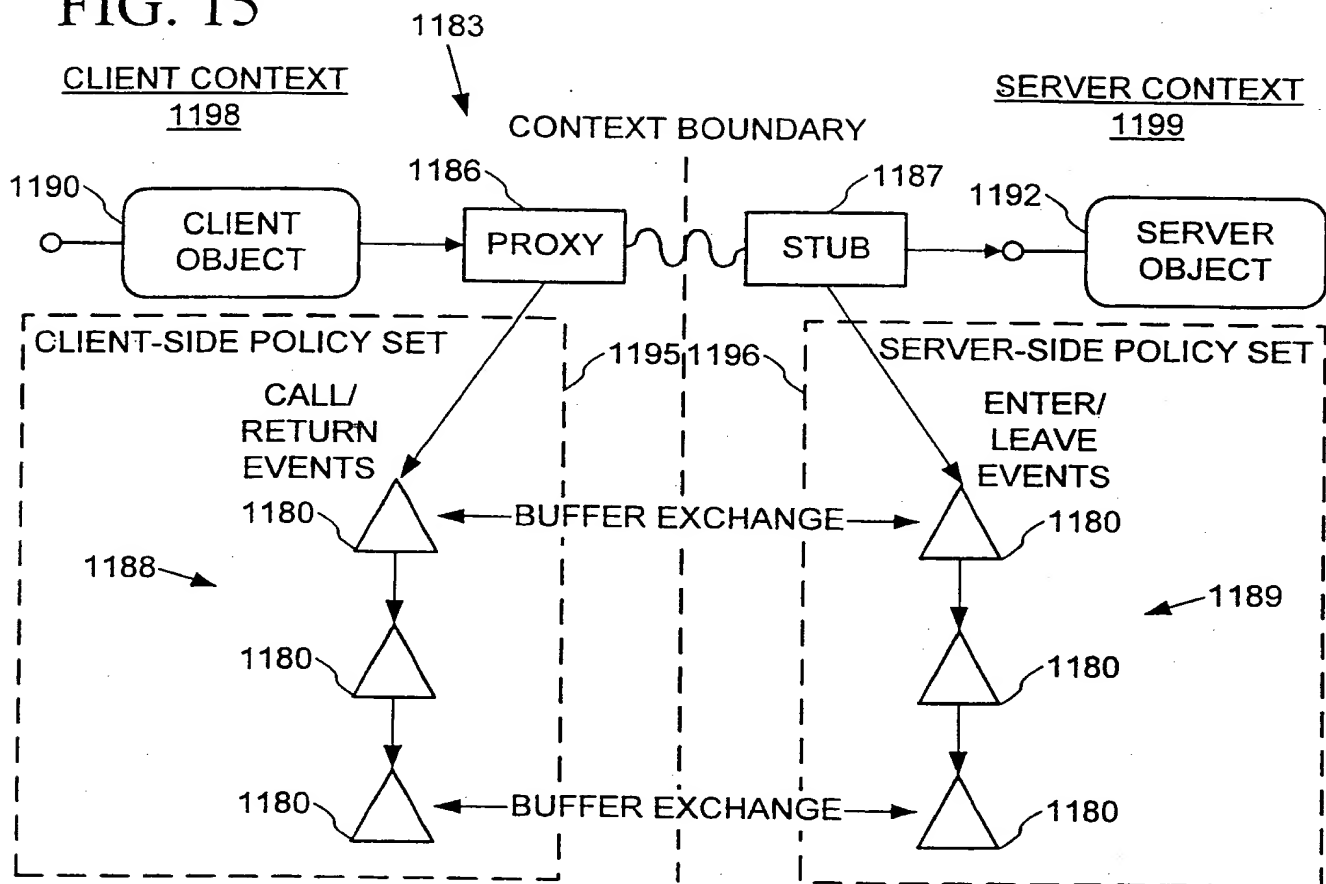 FIG. 15
1183
CLIENT CONTEXT
1198
SERVER CONTEXT
1199
CONTEXT BOUNDARY
1190
1186
1187
1192
CLIENT
OBJECT
PROXY
STUB
SERVER
OBJECT
CLIENT-SIDE POLICY SET
1195
1196
SERVER-SIDE POLICY SET
CALL/
RETURN
EVENTS
ENTER/
LEAVE
EVENTS
1180
BUFFER EXCHANGE
1180
1188
1189
1180
1180
1180
BUFFER EXCHANGE
1180